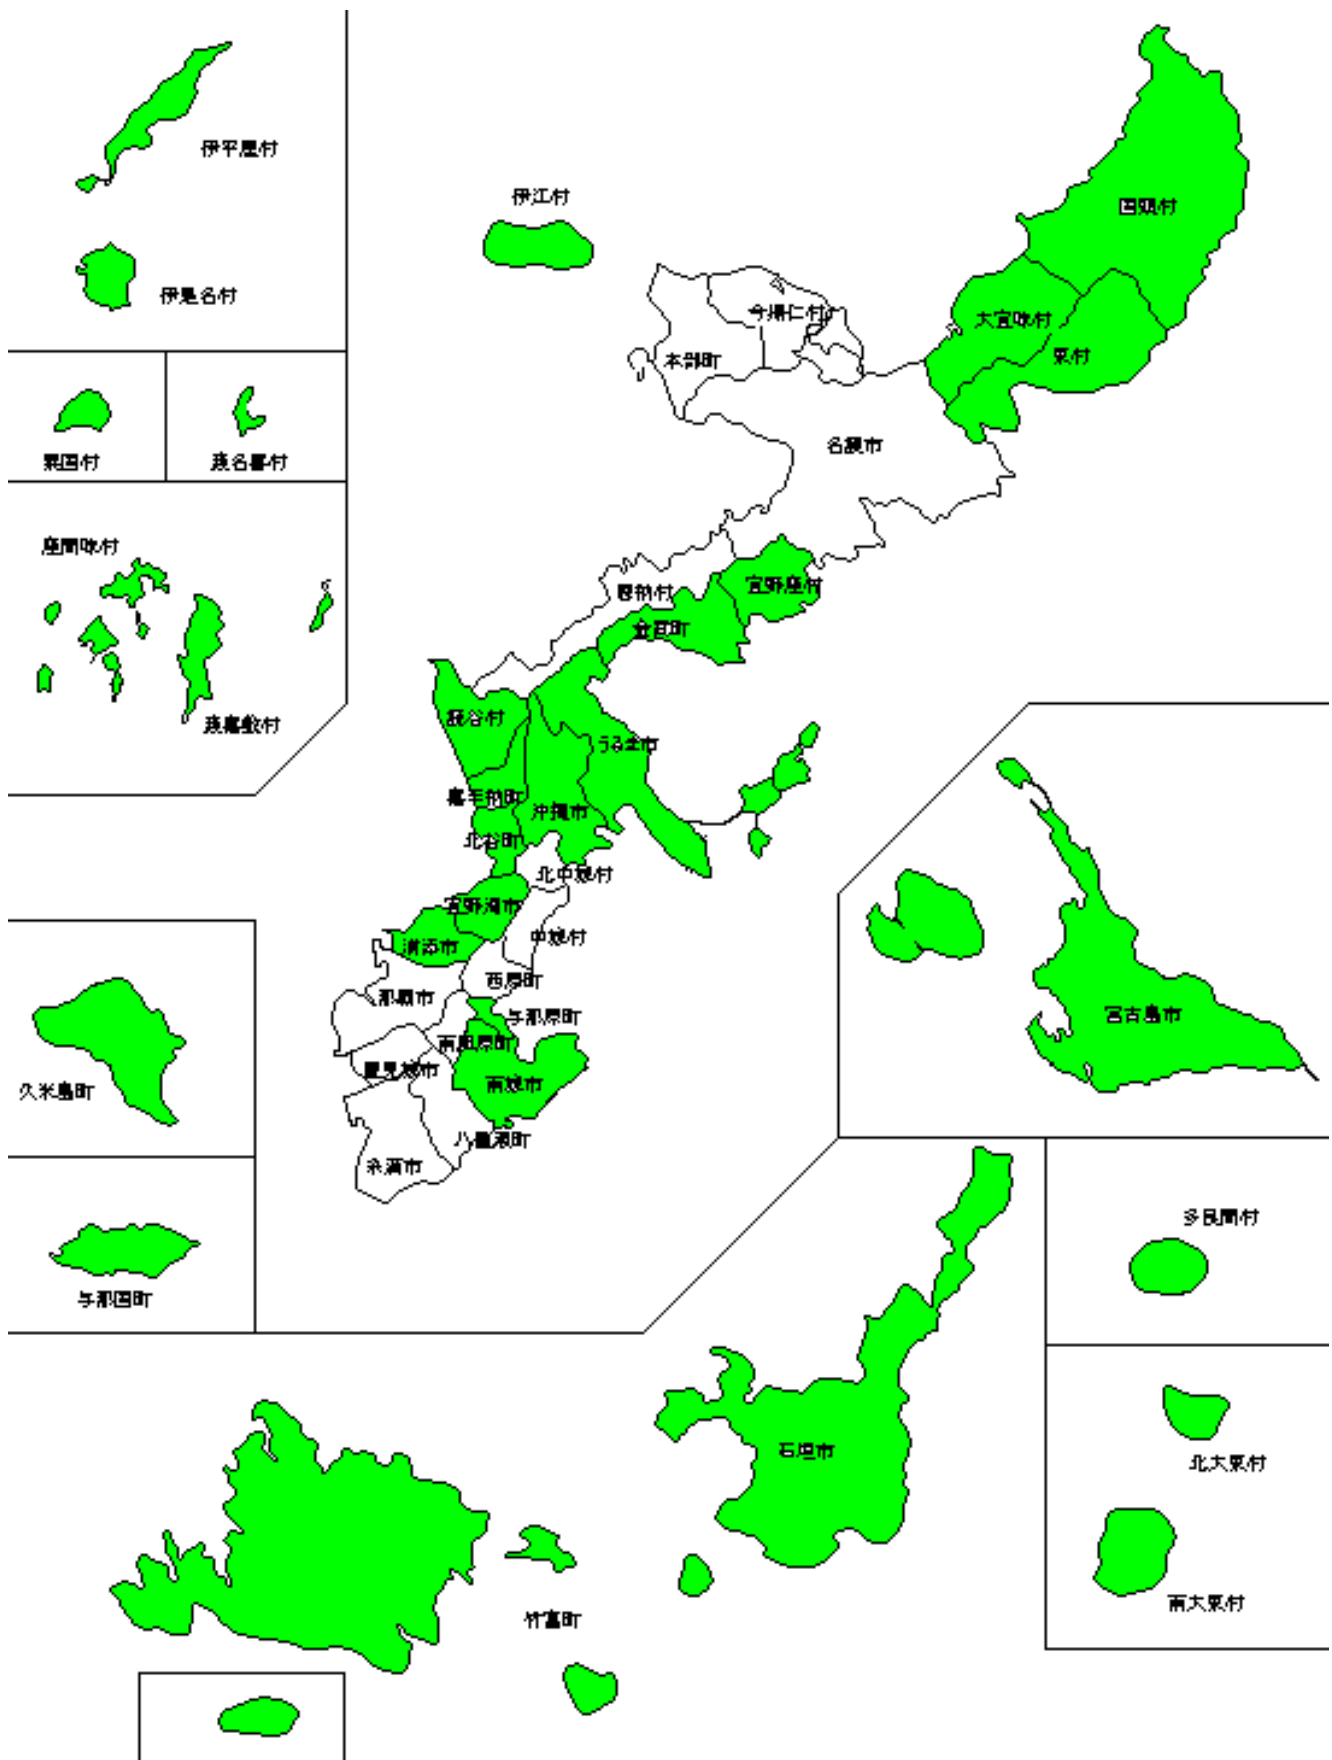 伊平屋村
伊江村
国頭村
伊是名村
今帰仁村
大宜味村
本部町
東村
名護市
粟国村
渡名喜村
座間味村
恩納村
宜野座村
金武町
渡嘉敷村
読谷村
うるま市
嘉手納町
沖縄市
北谷町
北中城村
宜野湾市
中城村
浦添市
西原町
那覇市
与那原町
宮古島市
南風原町
豊見城市
南城市
久米島町
八重瀬町
糸満市
多良間村
与那国町
石垣市
北大東村
南大東村
竹富町